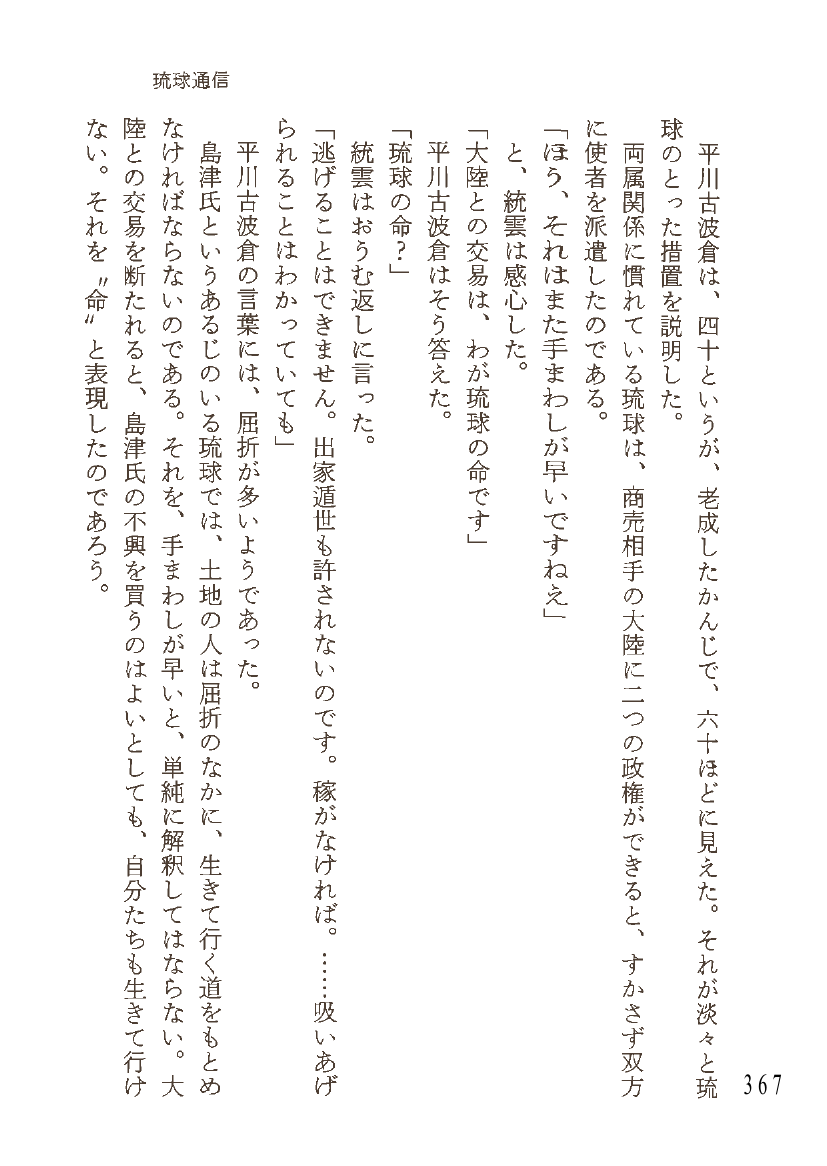 琉球通信
平川古波倉は、四十というが、老成したかんじで、六十ほどに見えた。それが淡々と琉
球のとった措置を説明した。
両属関係に慣れている琉球は、商売相手の大陸に二つの政権ができると、すかさず双方
に使者を派遣したのである。
「ほう、それはまた手まわしが早いですねえ」
と、統雲は感心した。
「大陸との交易は、わが琉球の命です」
平川古波倉はそう答えた。
「琉球の命？」
統雲はおうむ返しに言った。
「逃げることはできません。出家遁世も許されないのです。稼がなければ。……吸いあげ
られることはわかっていても」
平川古波倉の言葉には、屈折が多いようであった。
島津氏というあるじのいる琉球では、土地の人は屈折のなかに、生きて行く道をもとめ
なければならないのである。それを、手まわしが早いと、単純に解釈してはならない。大
陸との交易を断たれると、島津氏の不興を買うのはよいとしても、自分たちも生きて行け
ない。それを〝命〟と表現したのであろう。
367